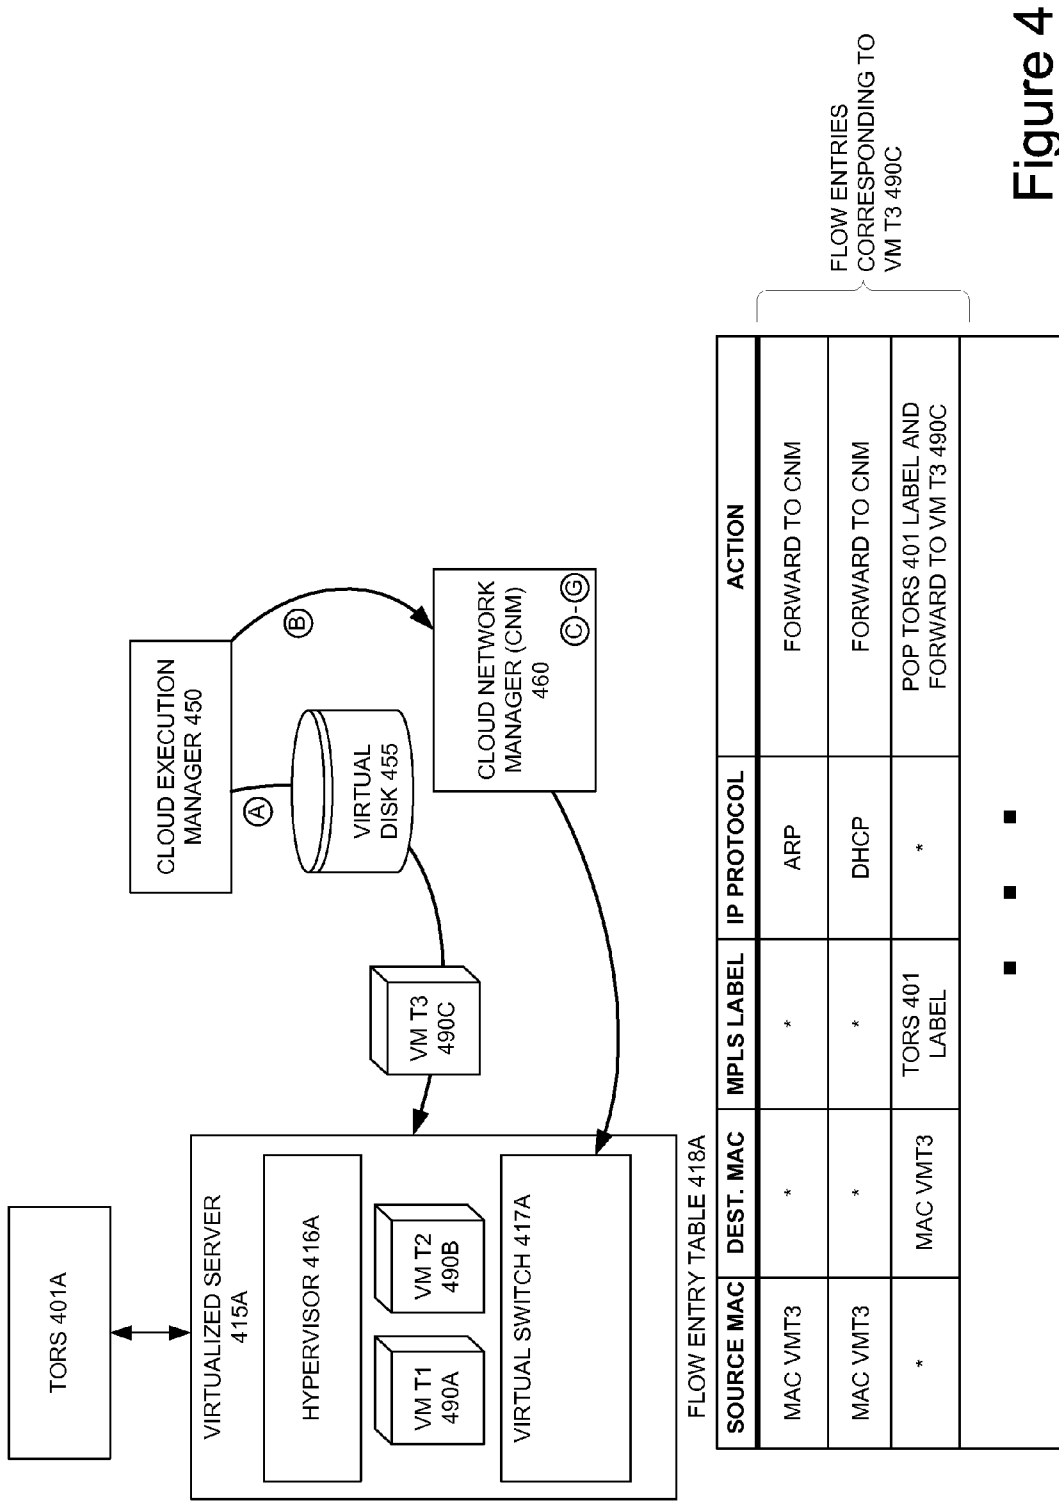 TORS 401A
VIRTUALIZED SERVER
415A
HYPERVISOR 416A
VM T1
490A
VM T2
490B
VIRTUAL SWITCH 417A
VM T3
490C
CLOUD EXECUTION
MANAGER 450
A
B
VIRTUAL
DISK 455
CLOUD NETWORK
MANAGER (CNM)
460
C - G
FLOW ENTRY TABLE 418A
SOURCE MAC DEST. MAC MPLS LABEL IP PROTOCOL ACTION
MAC VMT3 * * ARP FORWARD TO CNM
MAC VMT3 * * DHCP FORWARD TO CNM
* MAC VMT3 TORS 401 LABEL * POP TORS 401 LABEL AND FORWARD TO VM T3 490C
FLOW ENTRIES
CORRESPONDING TO
VM T3 490C
Figure 4